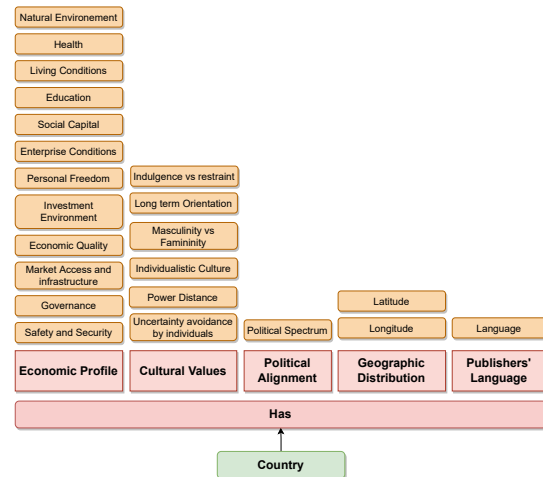 Natural Environement
Health
Living Conditions
Education
Social Capital
Enterprise Conditions
Personal Freedom
Investment
Environment
Economic Quality
Market Access and
infrastructure
Governance
Safety and Security
Economic Profile
Indulgence vs restraint
Long term Orientation
Masculinity vs
Famininity
Individualistic Culture
Power Distance
Uncertainty avoidance
by individuals
Cultural Values
Political Spectrum
Political
Alignment
Latitude
Longitude
Geographic
Distribution
Language
Publishers'
Language
Has
Country